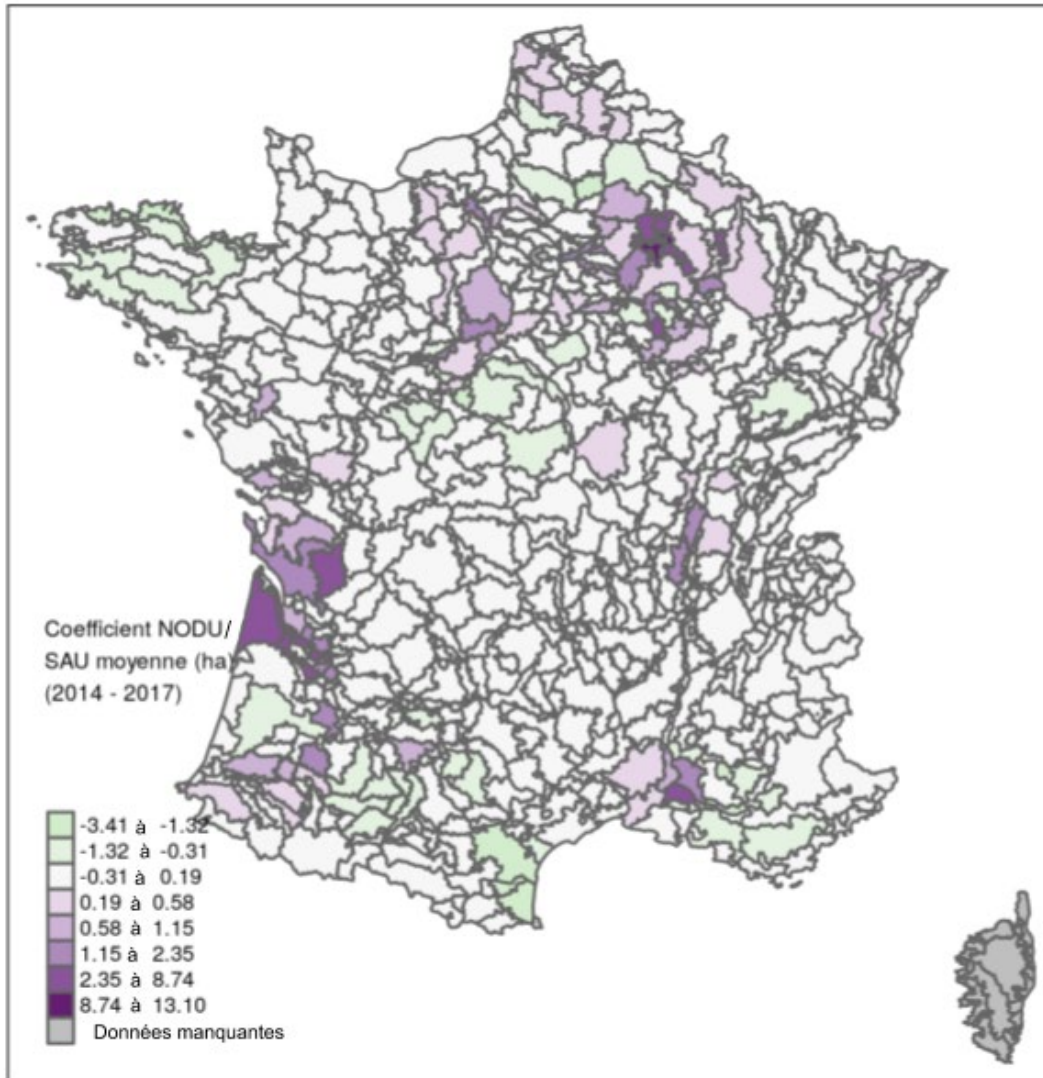 Coefficient NODU/
SAU moyenne (ha)
(2014 - 2017)
-3.41 à -1.32
-1.32 à -0.31
-0.31 à 0.19
0.19 à 0.58
0.58 à 1.15
1.15 à 2.35
2.35 à 8.74
8.74 à 13.10
Données manquantes